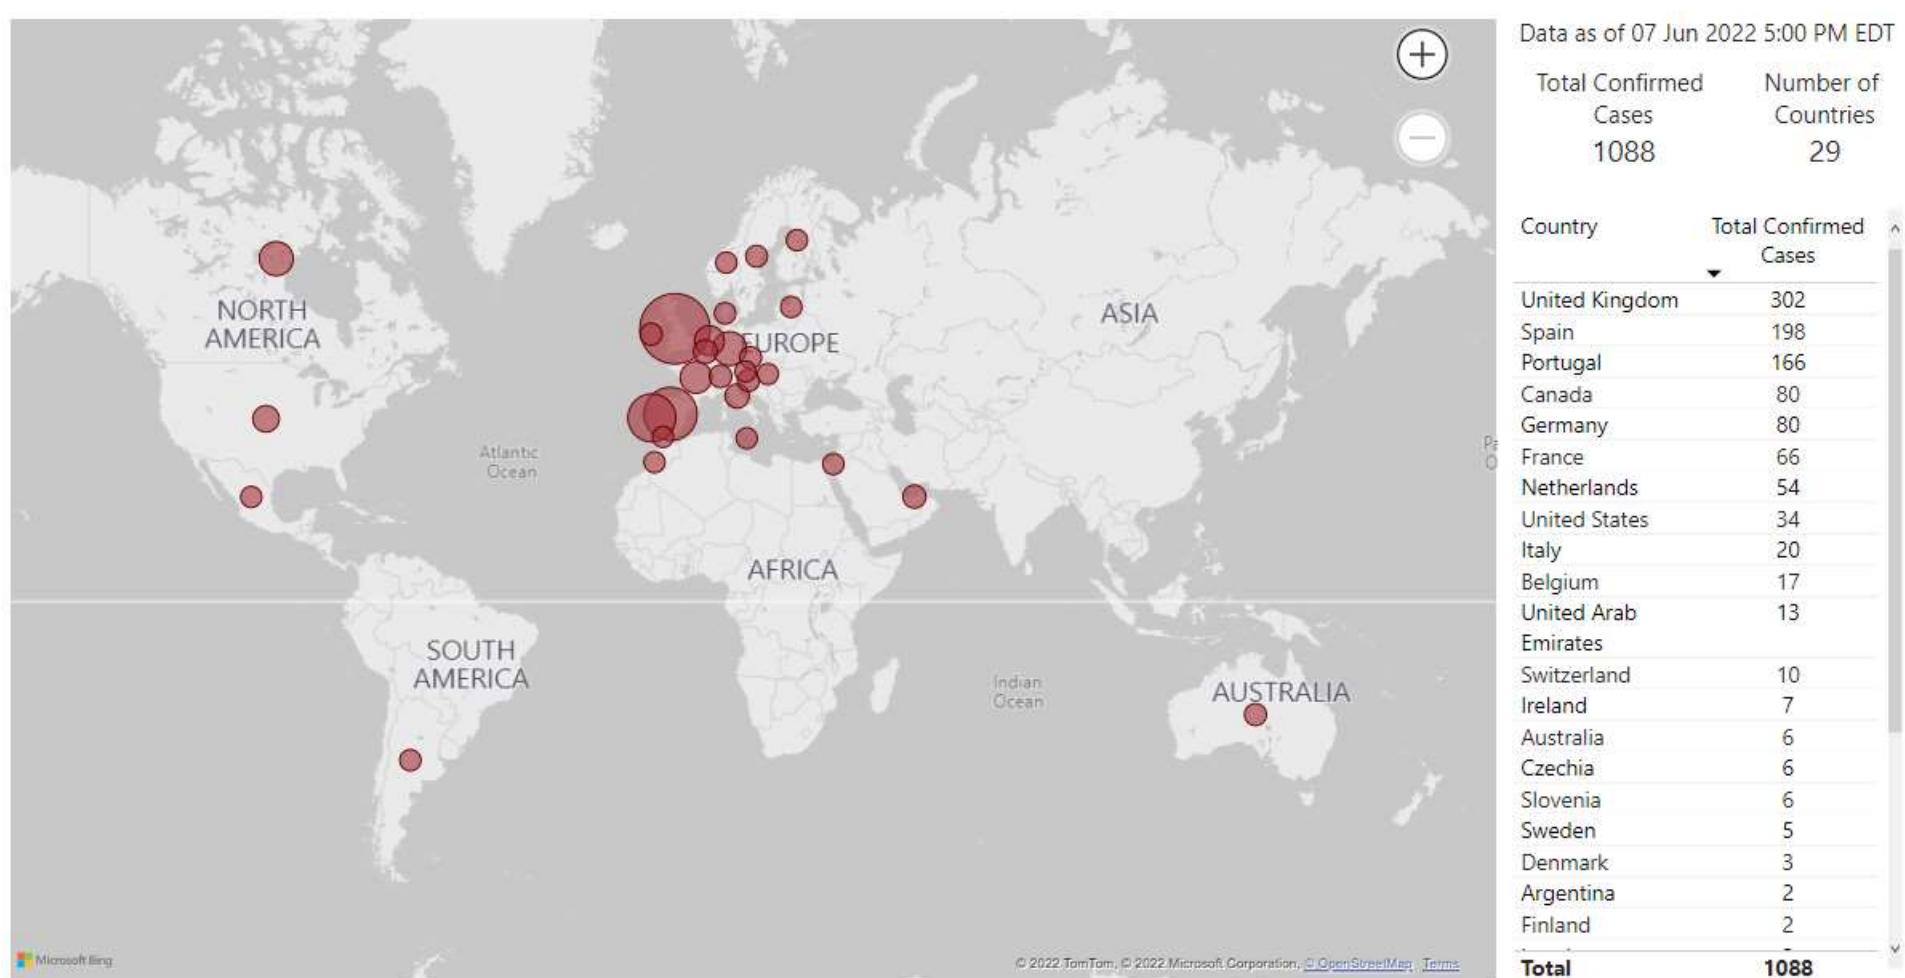 Data as of 07 Jun 2022 5:00 PM EDT
Total Confirmed
Cases
1088
Number of
Countries
29
Country
Total Confirmed
Cases
United Kingdom 302
Spain 198
Portugal 166
Canada 80
Germany 80
France 66
Netherlands 54
United States 34
Italy 20
Belgium 17
United Arab 13
Emirates
Switzerland 10
Ireland 7
Australia 6
Czechia 6
Slovenia 6
Sweden 5
Denmark 3
Argentina 2
Finland 2
Total 1088
NORTH
AMERICA
EUROPE
ASIA
Atlantic
Ocean
AFRICA
SOUTH
AMERICA
Indian
Ocean
AUSTRALIA
Microsoft Bing
© 2022 TomTom, © 2022 Microsoft Corporation, © OpenStreetMap Terms